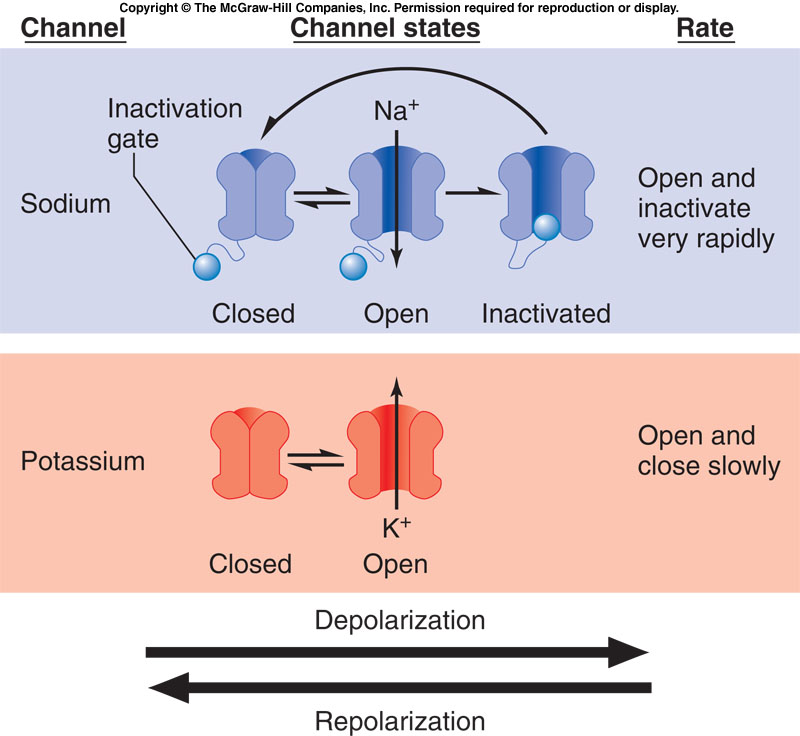 Copyright © The McGraw-Hill Companies, Inc. Permission required for reproduction or display.
Channel
Channel states
Rate
Inactivation
gate
Na⁺
Sodium
Open and
inactivate
very rapidly
Closed
Open
Inactivated
Potassium
Open and
close slowly
K⁺
Closed
Open
Depolarization
Repolarization